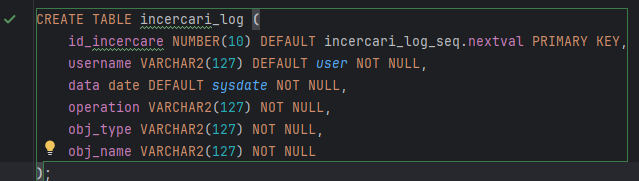 CREATE TABLE incercari_log (
    id_incercare NUMBER(10) DEFAULT incercari_log_seq.nextval PRIMARY KEY,
    username VARCHAR2(127) DEFAULT user NOT NULL,
    data date DEFAULT sysdate NOT NULL,
    operation VARCHAR2(127) NOT NULL,
    obj_type VARCHAR2(127) NOT NULL,
    obj_name VARCHAR2(127) NOT NULL
);